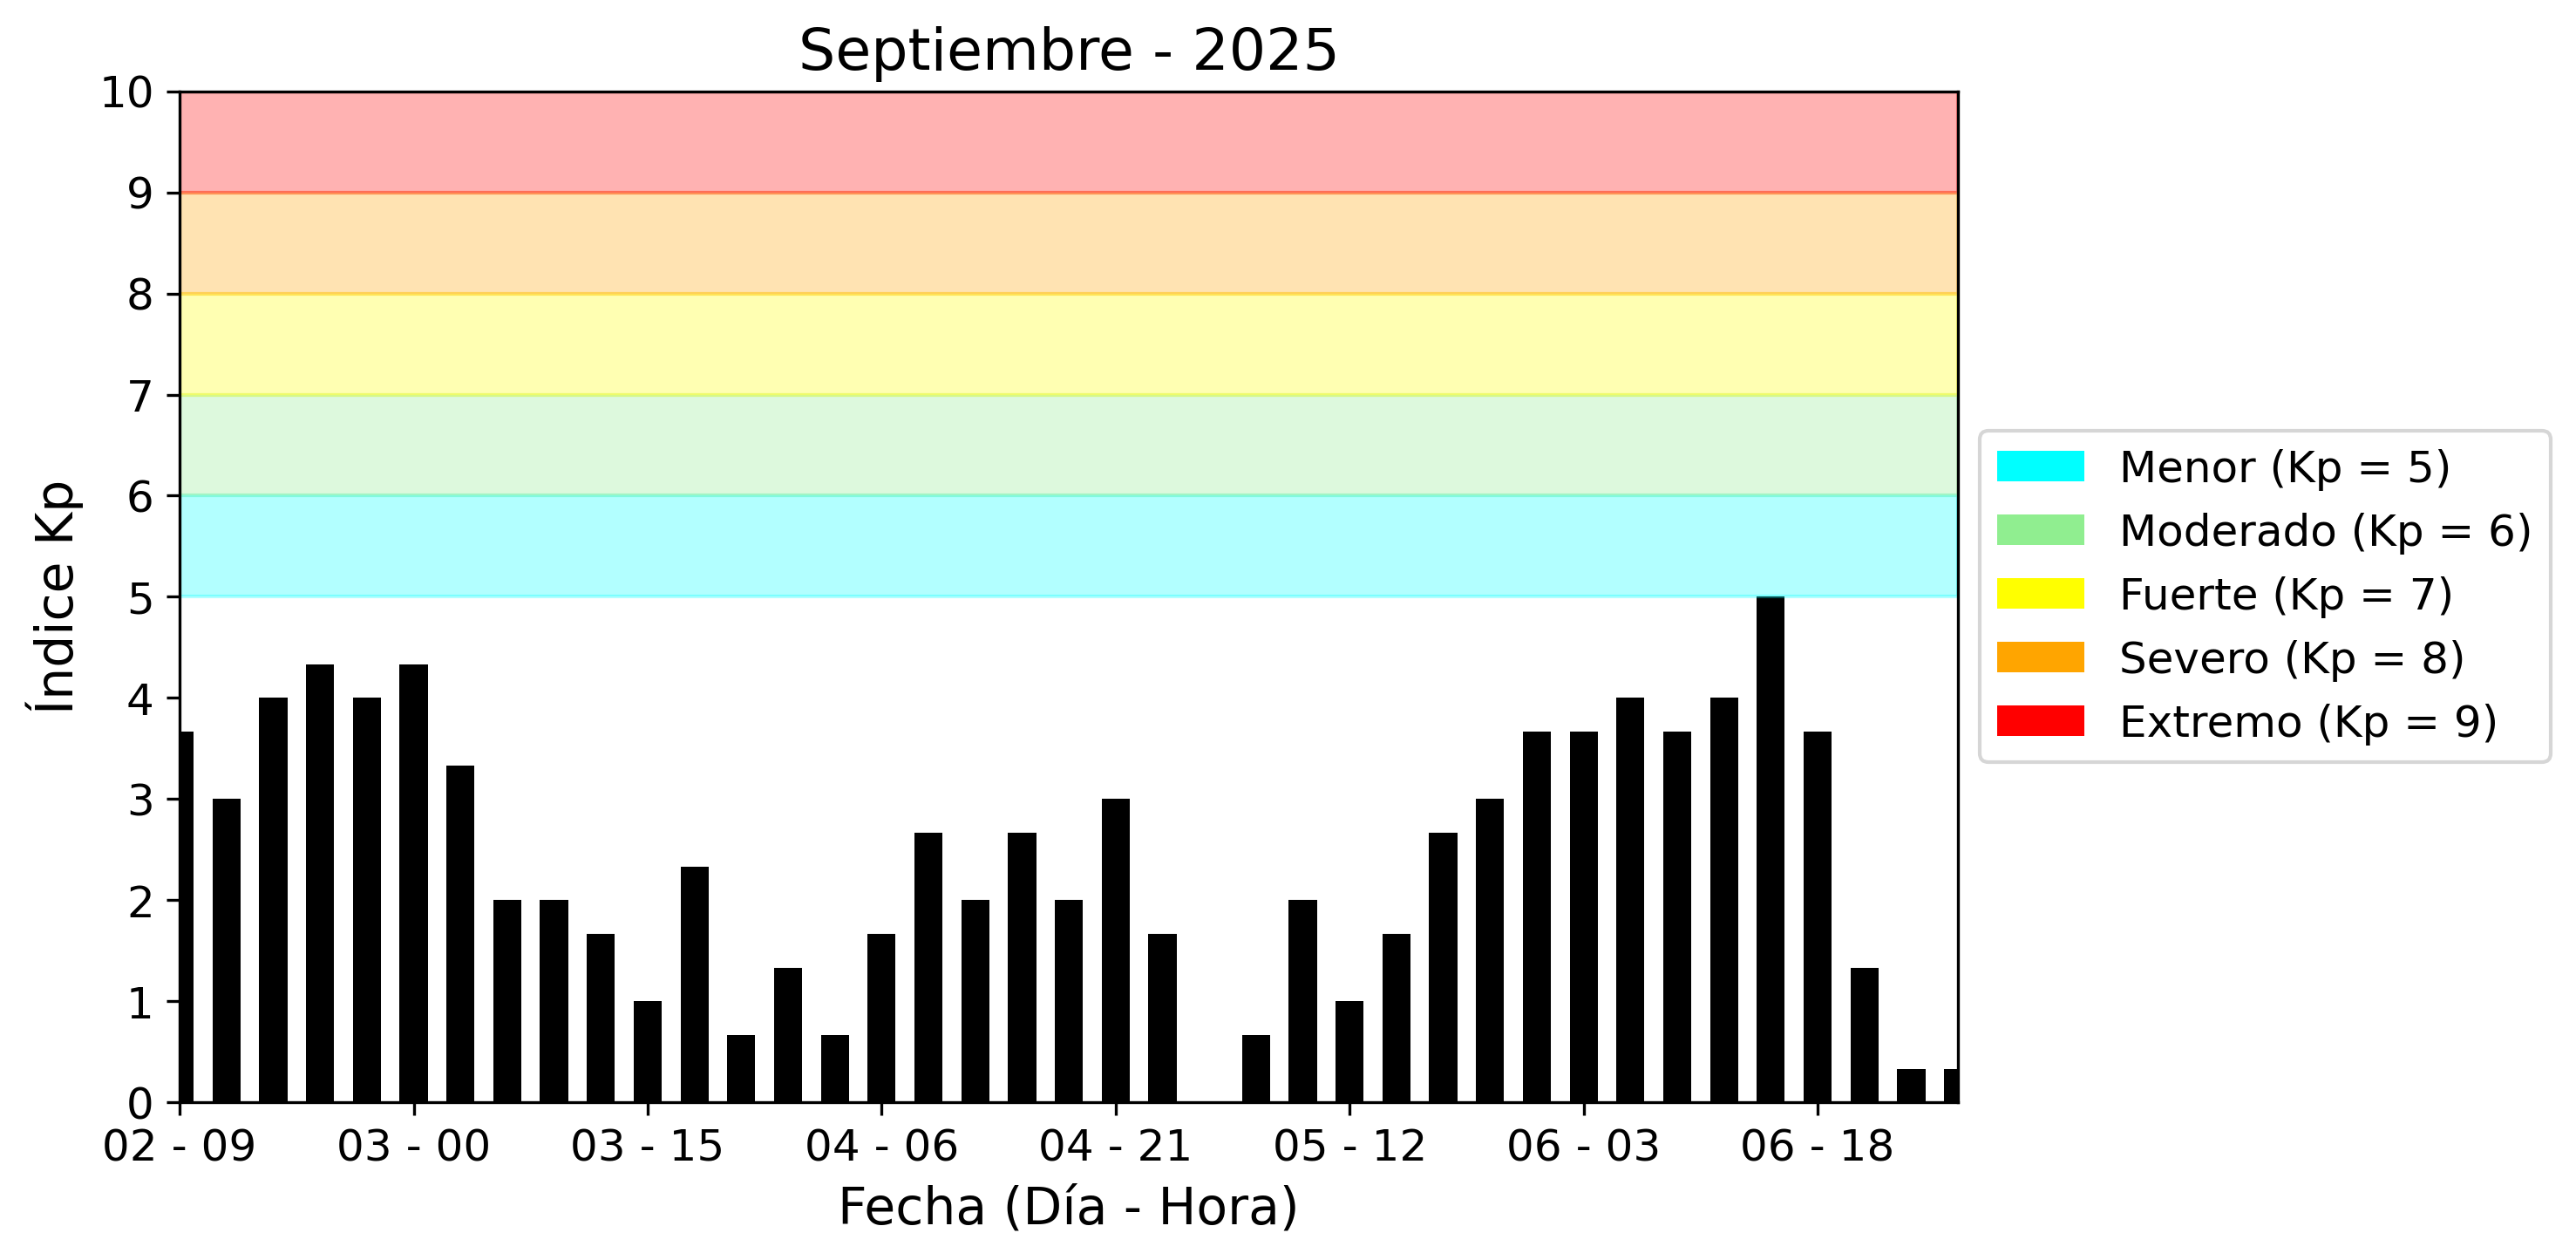 Septiembre - 2025
10
9
8
7
6
5
4
3
2
1
0
Índice Kp
02 - 09
03 - 00
03 - 15
04 - 06
04 - 21
05 - 12
06 - 03
06 - 18
Fecha (Día - Hora)
Menor (Kp = 5)
Moderado (Kp = 6)
Fuerte (Kp = 7)
Severo (Kp = 8)
Extremo (Kp = 9)